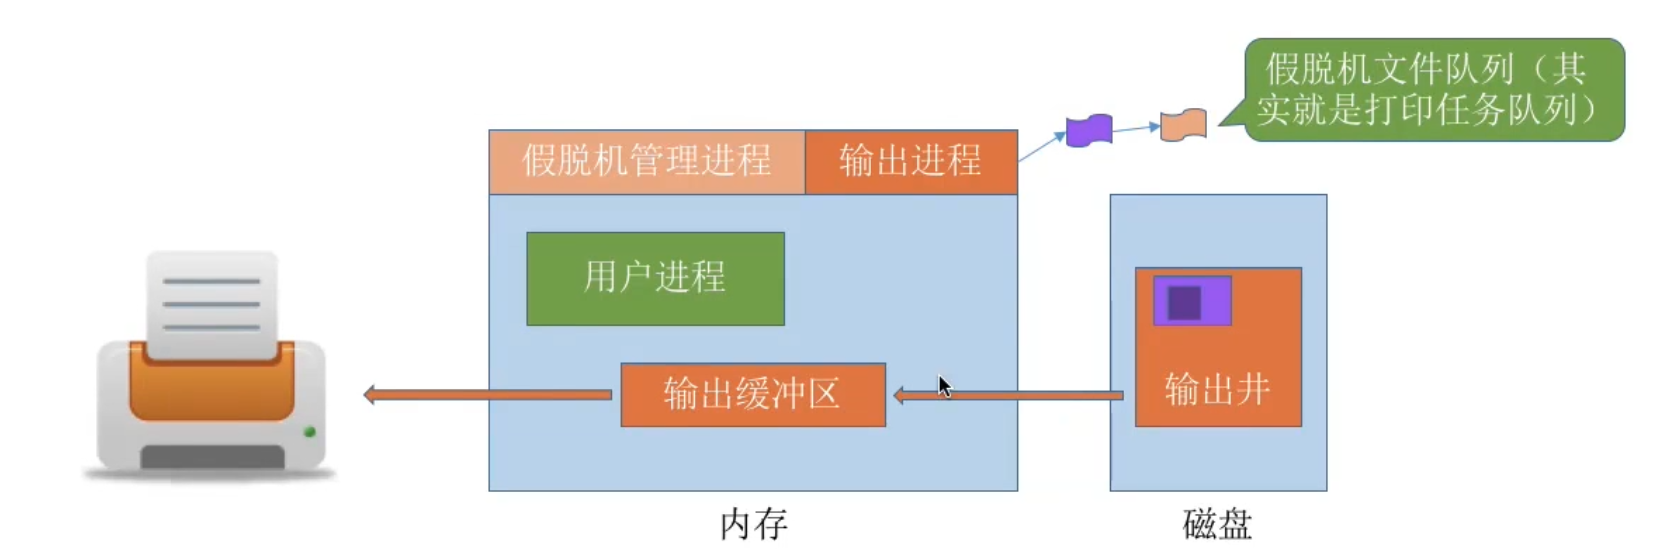 假脱机文件队列（其
实就是打印任务队列）
假脱机管理进程
输出进程
用户进程
输出缓冲区
输出井
内存
磁盘